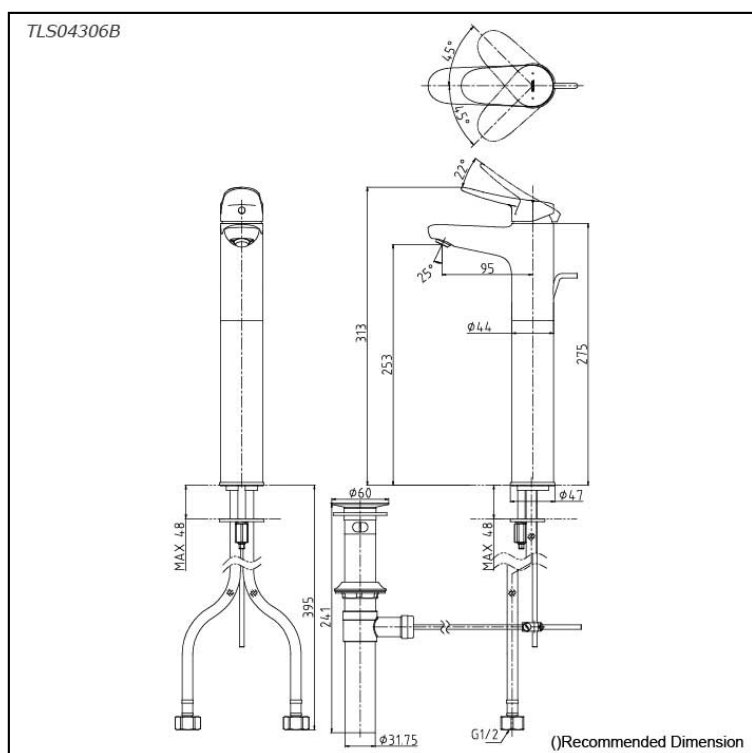 TLS04306B
45°
45°
22°
25°
95
ϕ44
313
253
275
ϕ60
ϕ47
MAX 48
MAX 48
395
241
ϕ31.75
G1/2
()Recommended Dimension